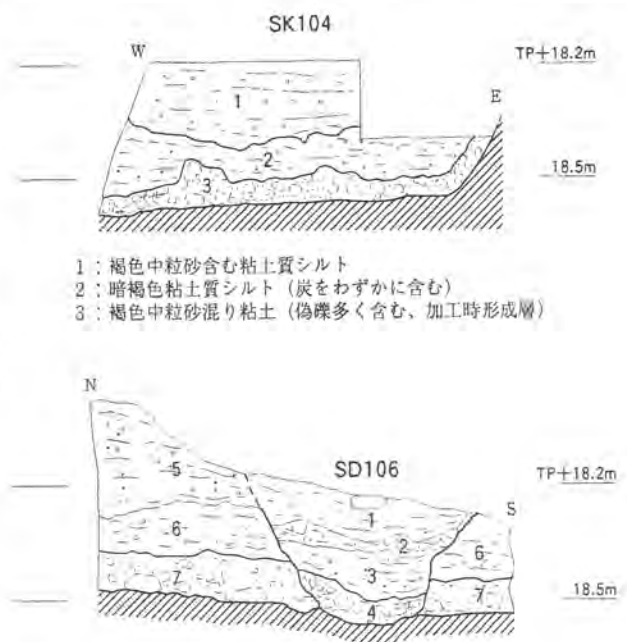 SK104
W
TP+18.2m
E
1
18.5m
2
3
1：褐色中粒砂含む粘土質シルト
2：暗褐色粘土質シルト（炭をわずかに含む）
3：褐色中粒砂混り粘土（偽礫多く含む、加工時形成層）
N
SD106
TP+18.2m
5
1
S
6
2
6
3
7
4
7
18.5m